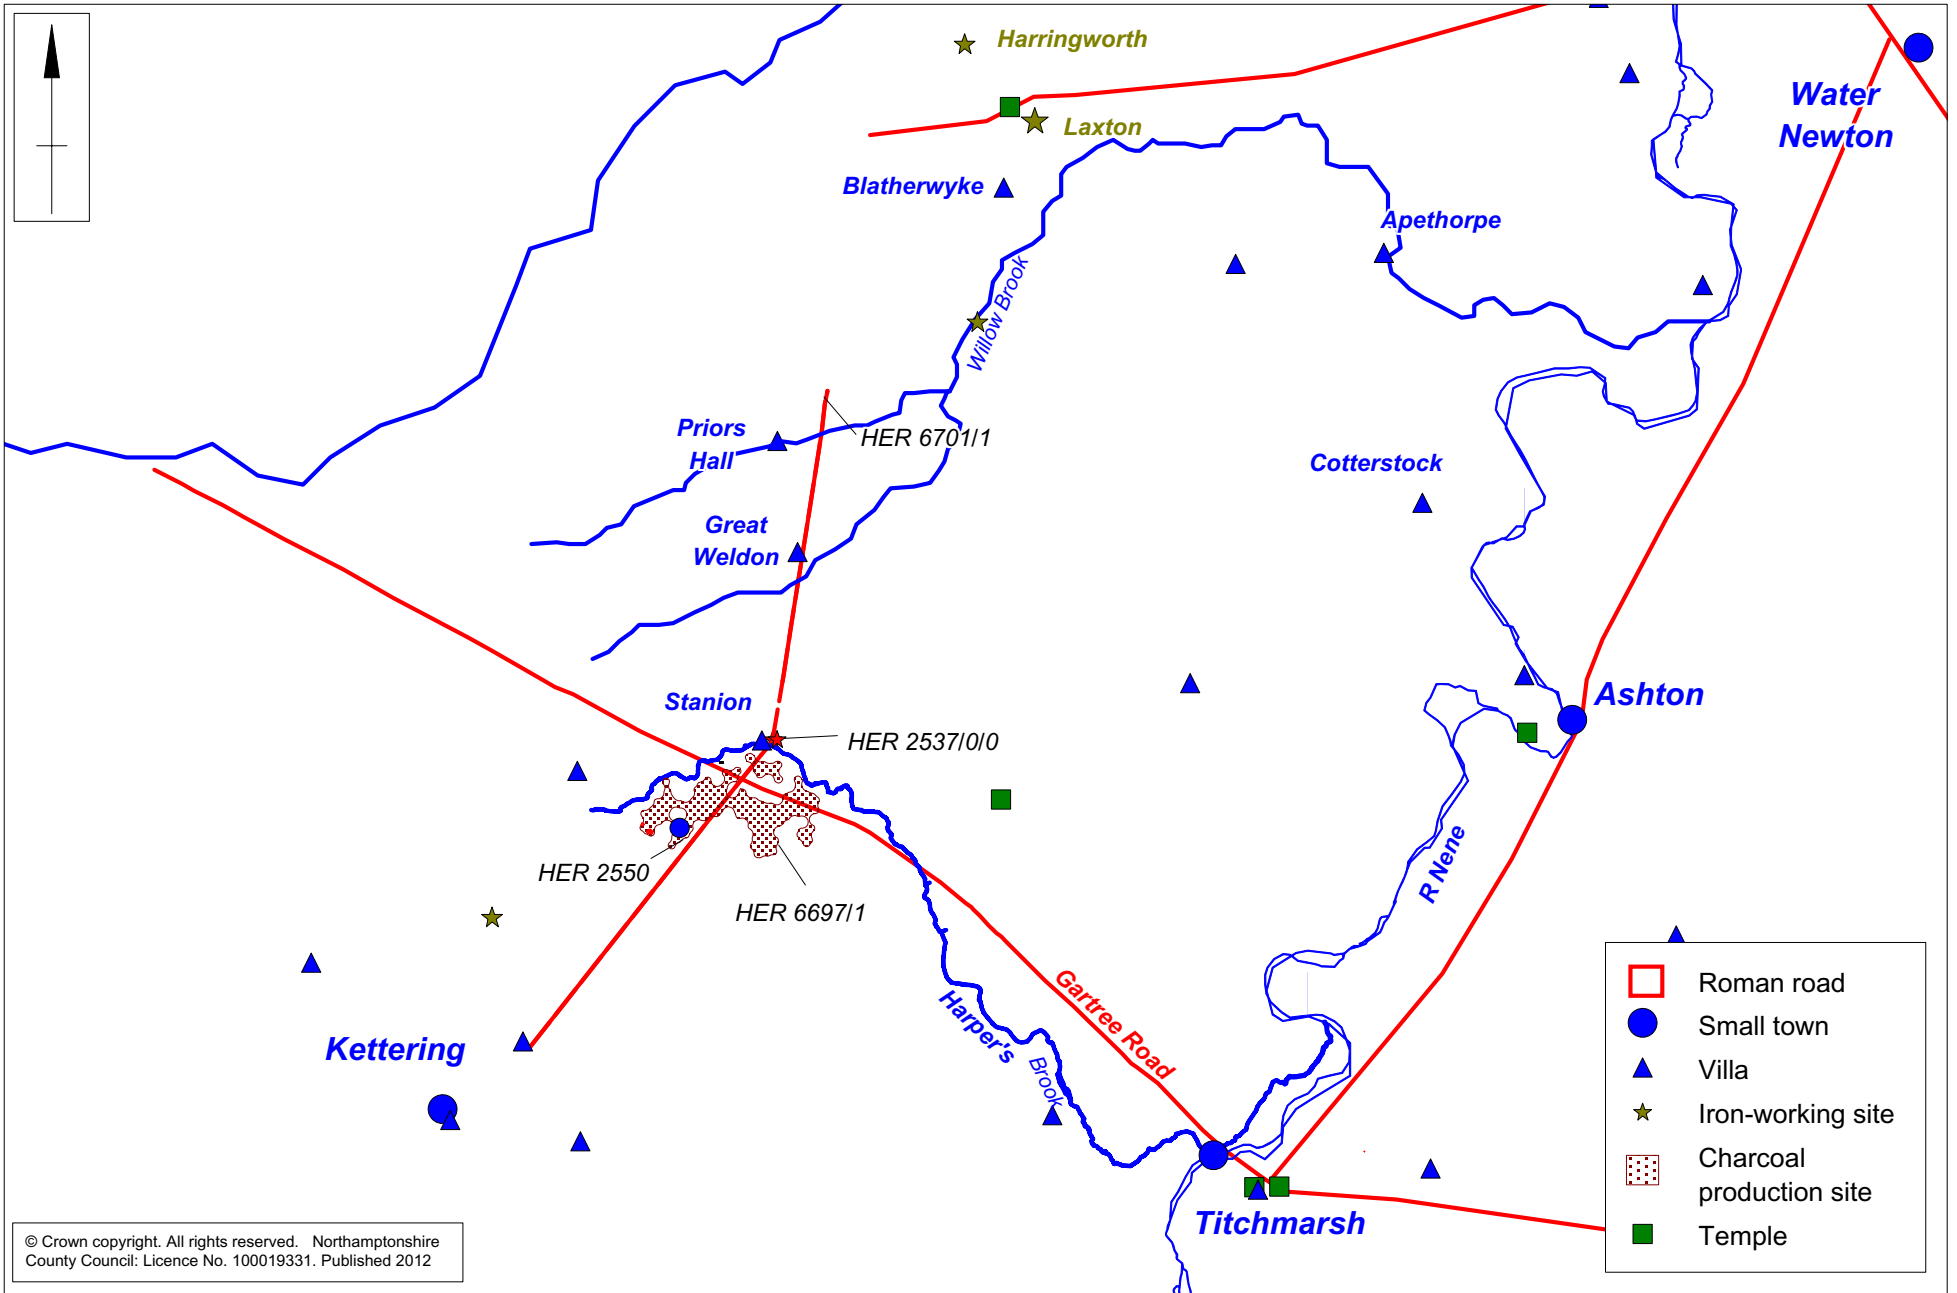 Harringworth
Water
Newton
Laxton
Blatherwyke
Apethorpe
Willow Brook
Priors
Hall
HER 6701/1
Cotterstock
Great
Weldon
Stanion
Ashton
HER 2537/0/0
HER 2550
HER 6697/1
R Nene
Gartree Road
Harper's
Brook
Kettering
Titchmarsh
Roman road
Small town
Villa
Iron-working site
Charcoal
production site
Temple
© Crown copyright. All rights reserved. Northamptonshire
County Council: Licence No. 100019331. Published 2012